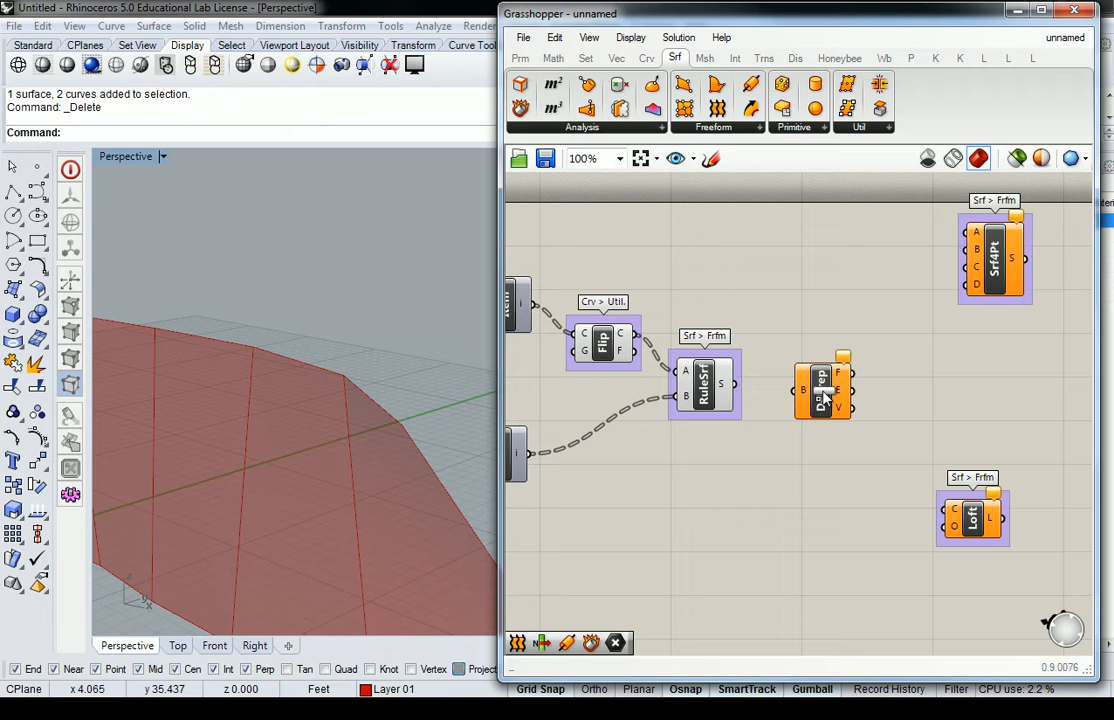 Untitled - Rhinoceros 5.0 Educational Lab License - [Perspective]
File Edit View Curve Surface Solid Mesh Dimension Transform Tools Analyze Render
Standard CPlanes Set View Display Select Viewport Layout Visibility Transform Curve Tool
1 surface, 2 curves added to selection.
Command: _Delete
Command:
Perspective
z
y
x
Perspective Top Front Right
End Near Point Mid Cen Int Perp Tan Quad Knot Vertex Project
CPlane x 4.065 y 35.437 z 0.000 Feet Layer 01 Grid Snap Ortho Planar Osnap SmartTrack Gumball Record History Filter CPU use: 2.2 %
Grasshopper - unnamed
File Edit View Display Solution Help unnamed
Prm Math Set Vec Crv Srf Msh Int Trns Dis Honeybee Wb P K K L L L
m²
m³
Analysis Freeform Primitive Util
100%
Srf > Frfm
A
B
C
D
Srf4Pt
S
Item
i
Crv > Util.
C
G
Flip
C
F
Srf > Frfm
A
B
RuleSrf
S
B
F
E
V
i
Srf > Frfm
C
O
Loft
L
0.9.0076